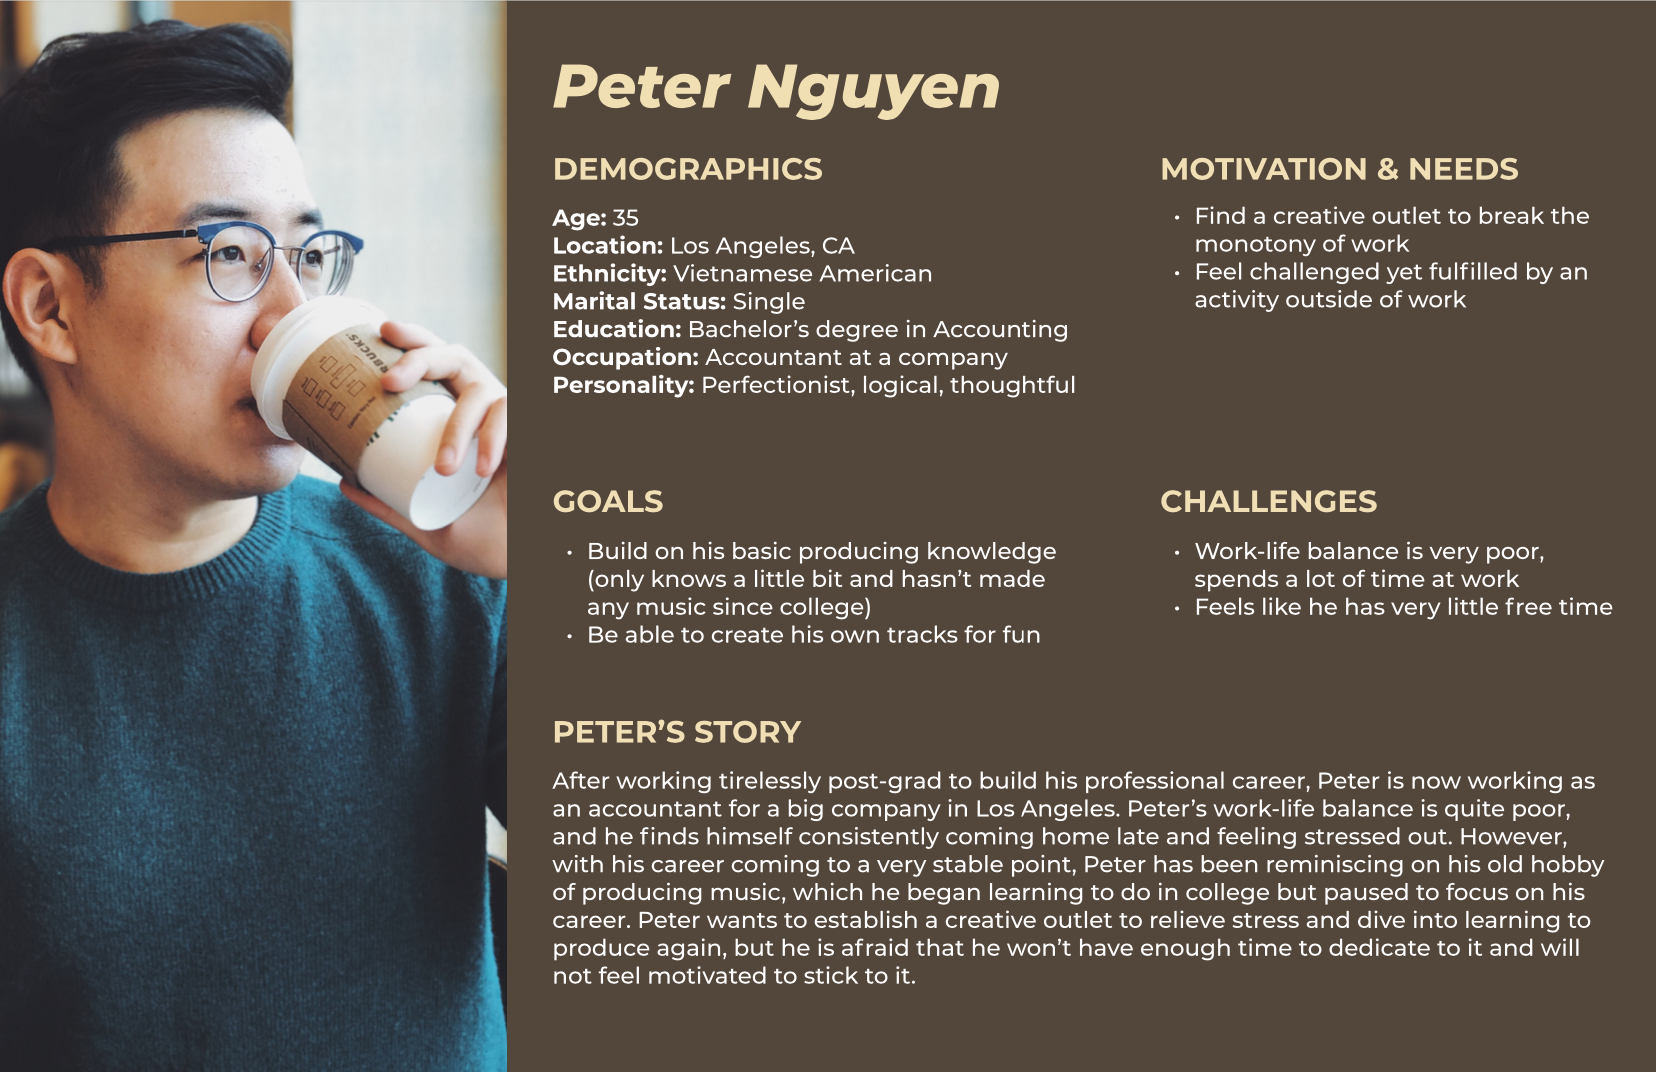 Peter Nguyen
DEMOGRAPHICS
Age: 35
Location: Los Angeles, CA
Ethnicity: Vietnamese American
Marital Status: Single
Education: Bachelor's degree in Accounting
Occupation: Accountant at a company
Personality: Perfectionist, logical, thoughtful
MOTIVATION & NEEDS
• Find a creative outlet to break the
monotony of work
• Feel challenged yet fulfilled by an
activity outside of work
GOALS
• Build on his basic producing knowledge
(only knows a little bit and hasn't made
any music since college)
• Be able to create his own tracks for fun
CHALLENGES
• Work-life balance is very poor,
spends a lot of time at work
• Feels like he has very little free time
PETER'S STORY
After working tirelessly post-grad to build his professional career, Peter is now working as
an accountant for a big company in Los Angeles. Peter's work-life balance is quite poor,
and he finds himself consistently coming home late and feeling stressed out. However,
with his career coming to a very stable point, Peter has been reminiscing on his old hobby
of producing music, which he began learning to do in college but paused to focus on his
career. Peter wants to establish a creative outlet to relieve stress and dive into learning to
produce again, but he is afraid that he won't have enough time to dedicate to it and will
not feel motivated to stick to it.